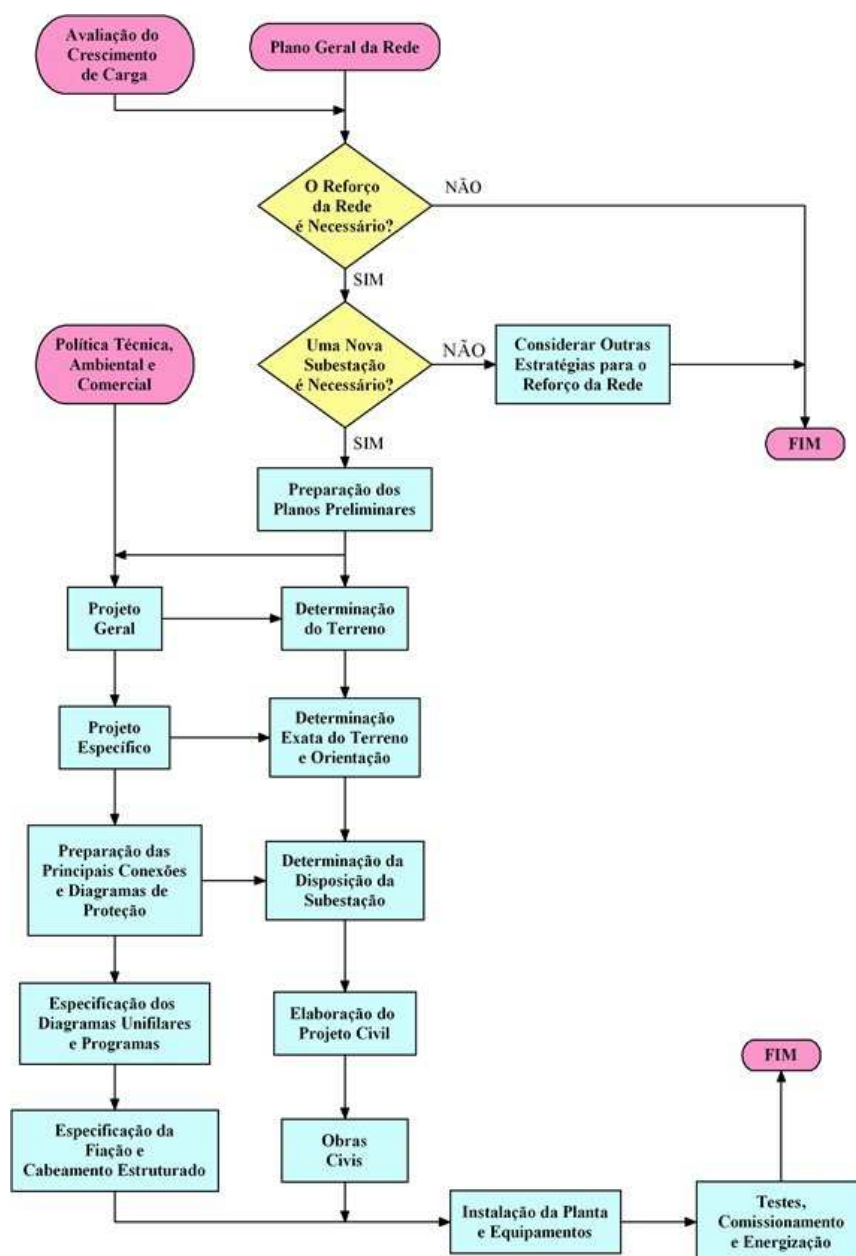 Avaliação do
Crescimento
de Carga
Plano Geral da Rede
O Reforço
da Rede
é Necessário?
NÃO
SIM
Política Técnica,
Ambiental e
Comercial
Uma Nova
Subestação
é Necessário?
NÃO
Considerar Outras
Estratégias para o
Reforço da Rede
FIM
SIM
Preparação dos
Planos Preliminares
Projeto
Geral
Determinação
do Terreno
Projeto
Específico
Determinação
Exata do Terreno
e Orientação
Preparação das
Principais Conexões
e Diagramas de
Proteção
Determinação da
Disposição da
Subestação
Especificação dos
Diagramas Unifilares
e Programas
Elaboração do
Projeto Civil
FIM
Especificação da
Fiação e
Cabeamento Estruturado
Obras
Civis
Instalação da Planta
e Equipamentos
Testes,
Comissionamento
e Energização